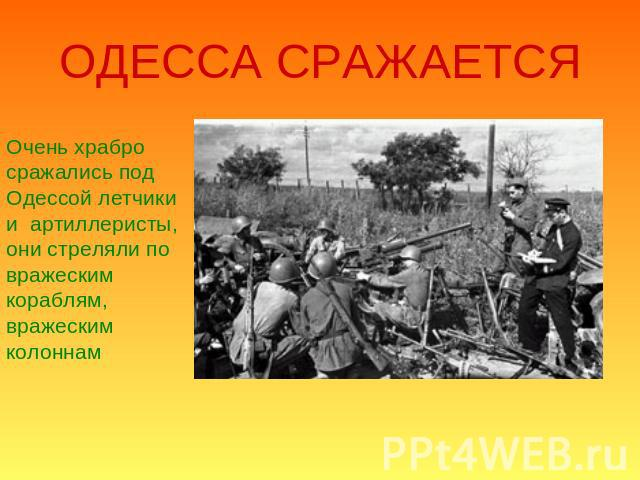 ОДЕССА СРАЖАЕТСЯ
Очень храбро
сражались под
Одессой летчики
и артиллеристы,
они стреляли по
вражеским
кораблям,
вражеским
колоннам
PPt4WEB.ru